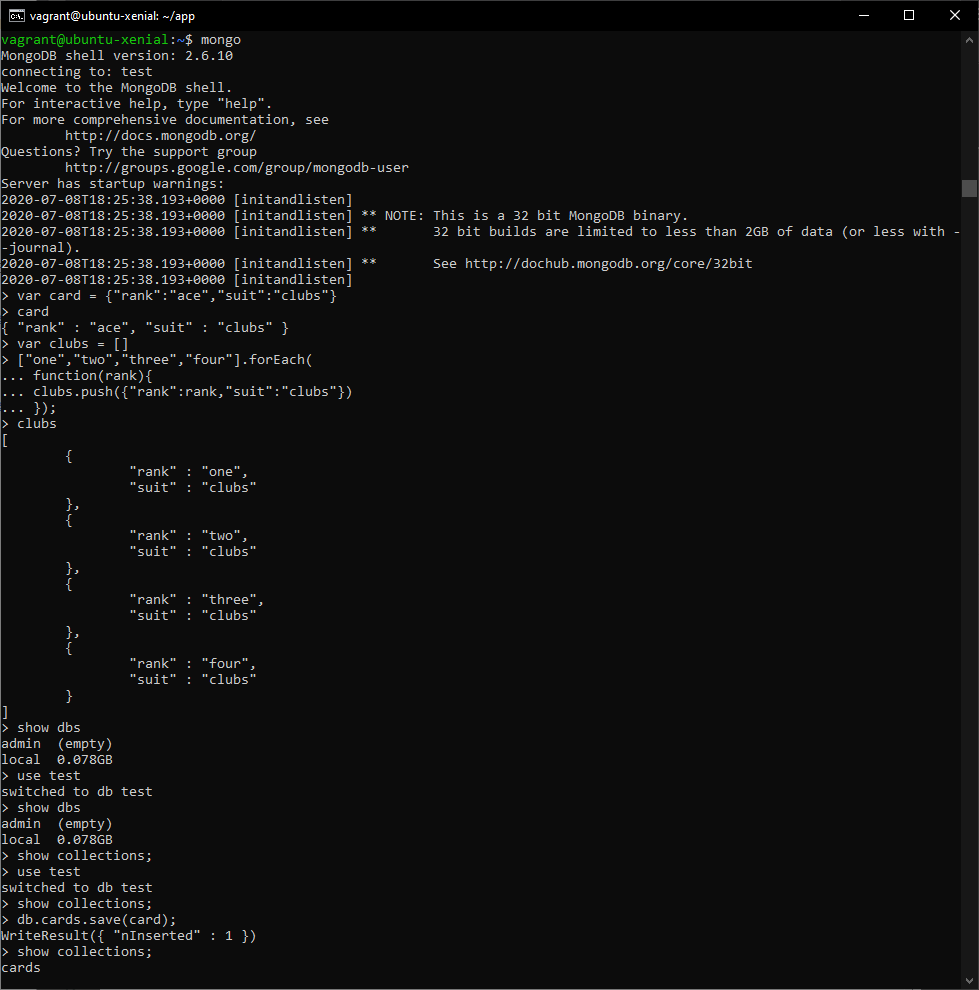 vagrant@ubuntu-xenial: ~/app
vagrant@ubuntu-xenial:~$ mongo
MongoDB shell version: 2.6.10
connecting to: test
Welcome to the MongoDB shell.
For interactive help, type "help".
For more comprehensive documentation, see
        http://docs.mongodb.org/
Questions? Try the support group
        http://groups.google.com/group/mongodb-user
Server has startup warnings:
2020-07-08T18:25:38.193+0000 [initandlisten]
2020-07-08T18:25:38.193+0000 [initandlisten] ** NOTE: This is a 32 bit MongoDB binary.
2020-07-08T18:25:38.193+0000 [initandlisten] **       32 bit builds are limited to less than 2GB of data (or less with -
-journal).
2020-07-08T18:25:38.193+0000 [initandlisten] **       See http://dochub.mongodb.org/core/32bit
2020-07-08T18:25:38.193+0000 [initandlisten]
> var card = {"rank":"ace","suit":"clubs"}
> card
{ "rank" : "ace", "suit" : "clubs" }
> var clubs = []
> ["one","two","three","four"].forEach(
... function(rank){
... clubs.push({"rank":rank,"suit":"clubs"})
... });
> clubs
[
        {
                "rank" : "one",
                "suit" : "clubs"
        },
        {
                "rank" : "two",
                "suit" : "clubs"
        },
        {
                "rank" : "three",
                "suit" : "clubs"
        },
        {
                "rank" : "four",
                "suit" : "clubs"
        }
]
> show dbs
admin  (empty)
local  0.078GB
> use test
switched to db test
> show dbs
admin  (empty)
local  0.078GB
> show collections;
> use test
switched to db test
> show collections;
> db.cards.save(card);
WriteResult({ "nInserted" : 1 })
> show collections;
cards